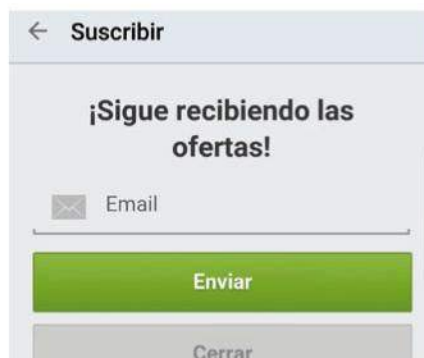 Suscribir
¡Sigue recibiendo las
ofertas!
Email
Enviar
Cerrar